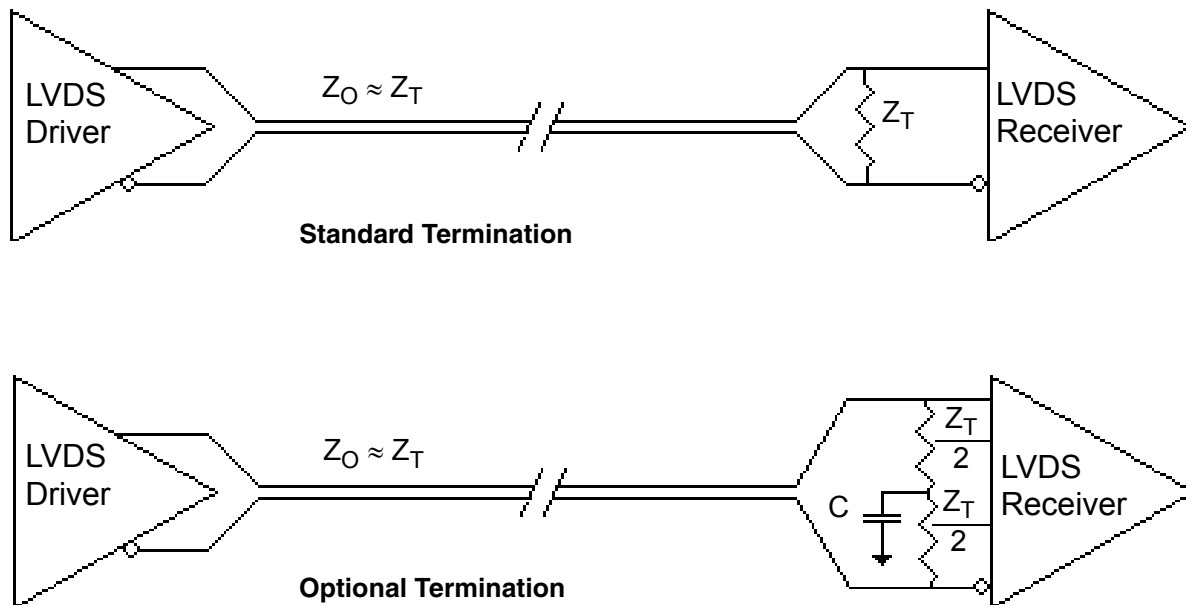 LVDS
Driver
Z_O ≈ Z_T
Z_T
LVDS
Receiver
Standard Termination
LVDS
Driver
Z_O ≈ Z_T
C
Z_T
2
Z_T
2
LVDS
Receiver
Optional Termination